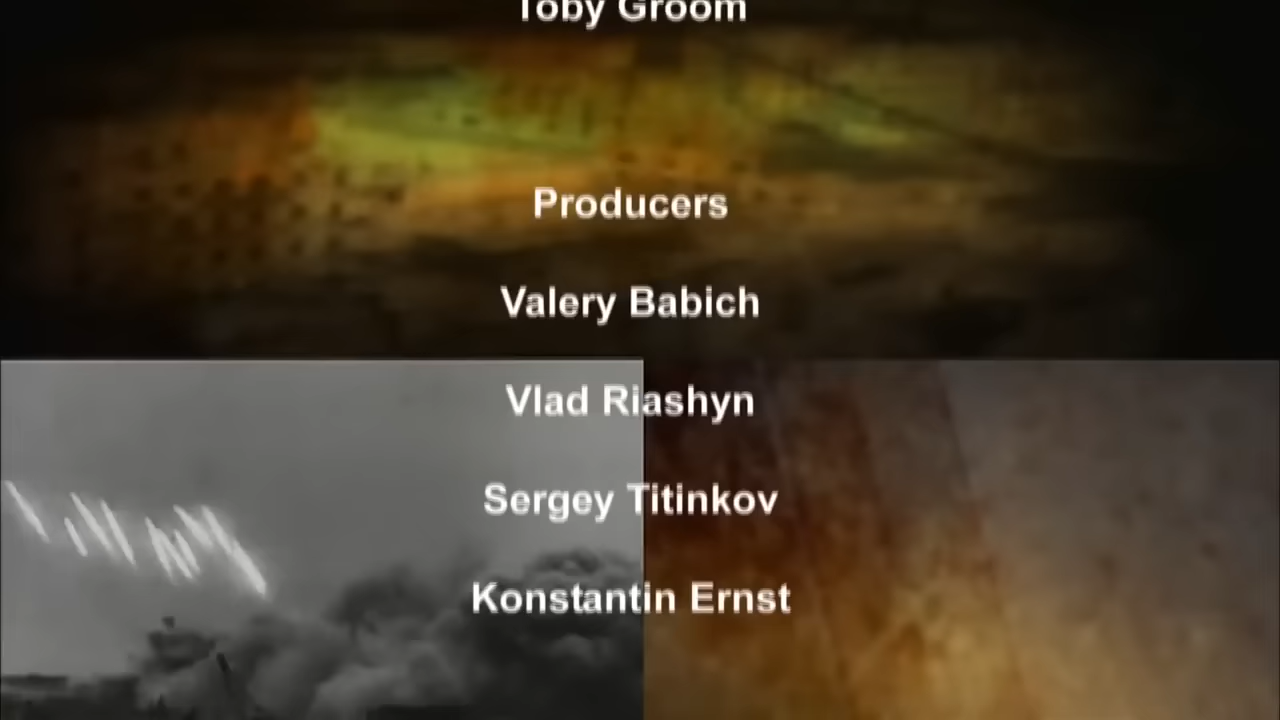 Toby Groom
Producers
Valery Babich
Vlad Riashyn
Sergey Titinkov
Konstantin Ernst